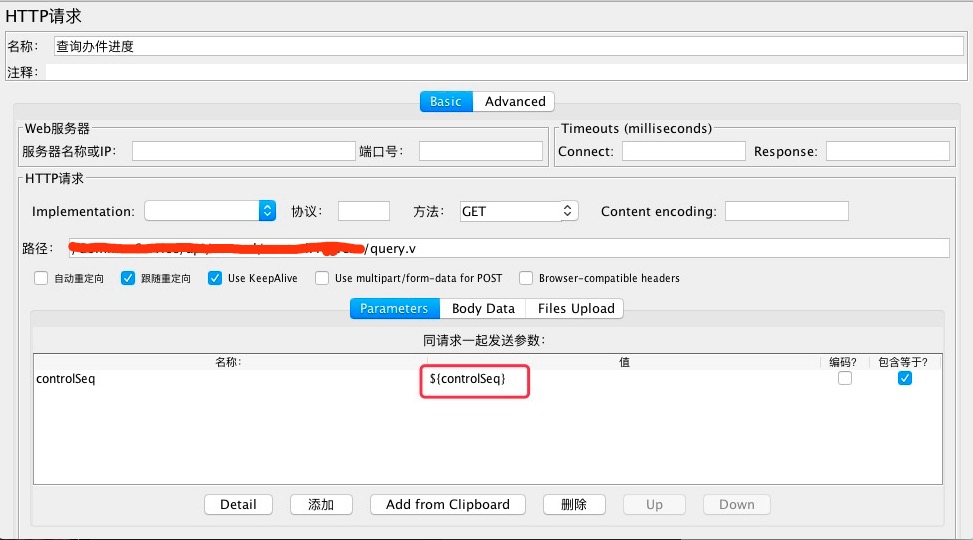 HTTP请求
名称： 查询办件进度
注释：
Basic Advanced
Web服务器 Timeouts (milliseconds)
服务器名称或IP： 端口号： Connect: Response:
HTTP请求
Implementation: 协议： 方法： GET Content encoding:
路径： /query.v
自动重定向 跟随重定向 Use KeepAlive Use multipart/form-data for POST Browser-compatible headers
Parameters Body Data Files Upload
同请求一起发送参数：
名称： 值 编码？ 包含等于？
controlSeq ${controlSeq}
Detail 添加 Add from Clipboard 删除 Up Down